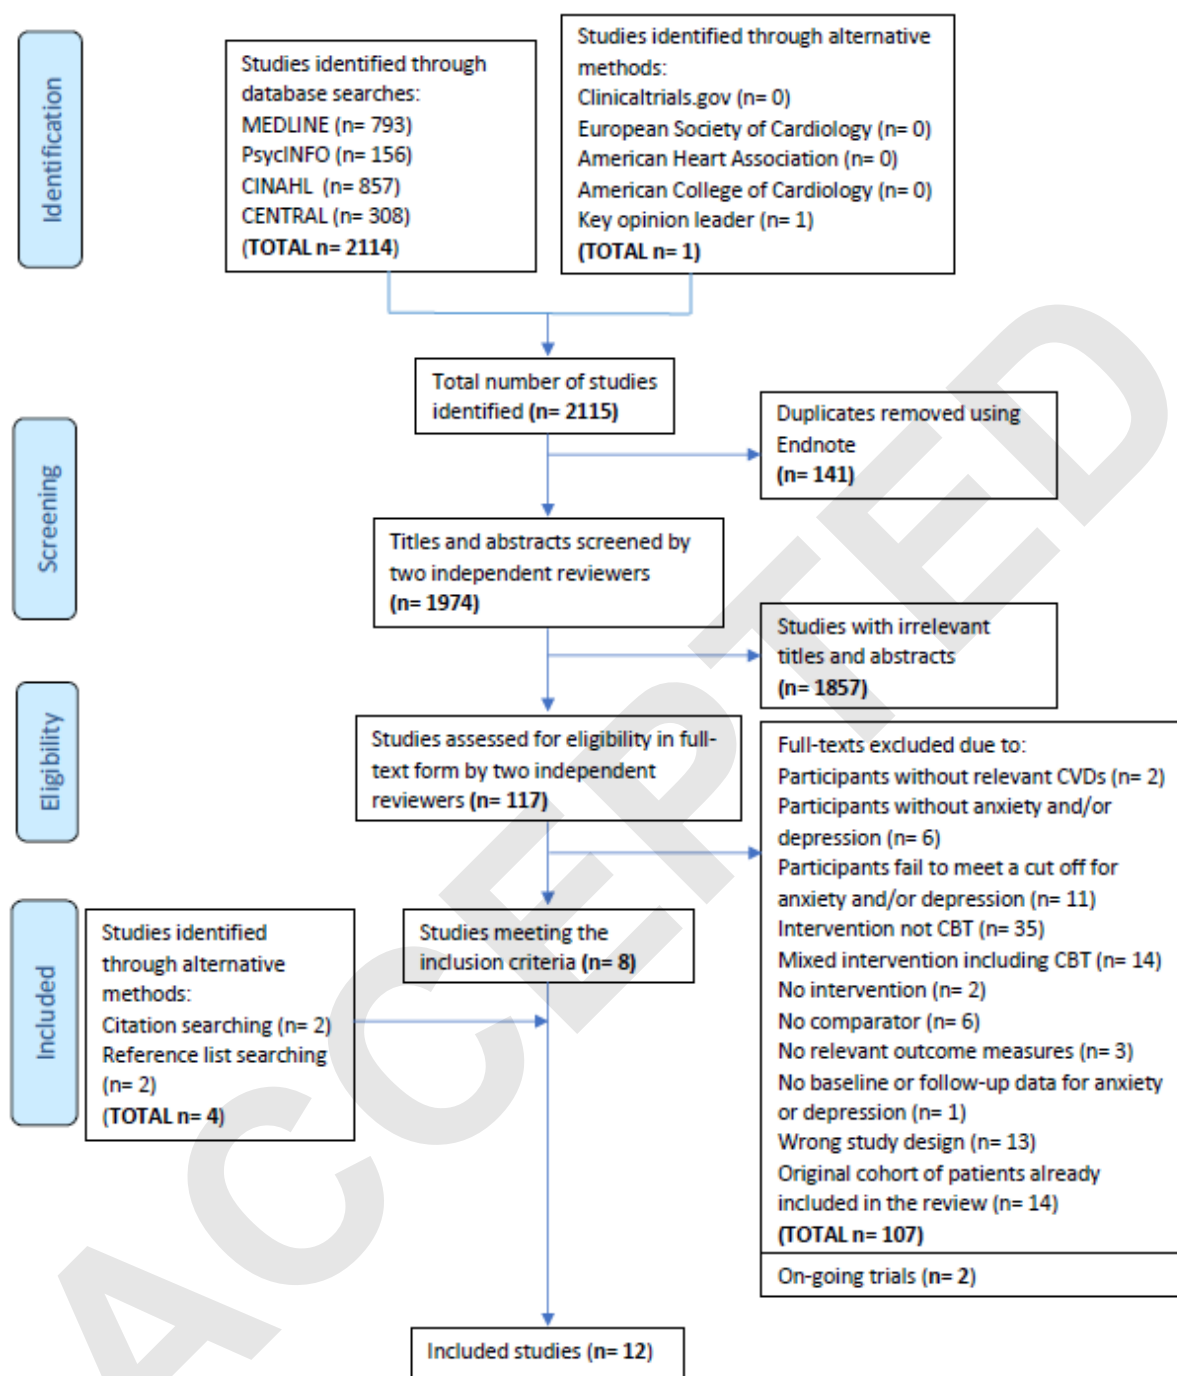 Identification
Studies identified through
database searches:
MEDLINE (n= 793)
PsycINFO (n= 156)
CINAHL (n= 857)
CENTRAL (n= 308)
(TOTAL n= 2114)
Studies identified through alternative
methods:
Clinicaltrials.gov (n= 0)
European Society of Cardiology (n= 0)
American Heart Association (n= 0)
American College of Cardiology (n= 0)
Key opinion leader (n= 1)
(TOTAL n= 1)
Total number of studies
identified (n= 2115)
Screening
Duplicates removed using
Endnote
(n= 141)
Titles and abstracts screened by
two independent reviewers
(n= 1974)
Studies with irrelevant
titles and abstracts
(n= 1857)
Eligibility
Studies assessed for eligibility in full-
text form by two independent
reviewers (n= 117)
Full-texts excluded due to:
Participants without relevant CVDs (n= 2)
Participants without anxiety and/or
depression (n= 6)
Participants fail to meet a cut off for
anxiety and/or depression (n= 11)
Intervention not CBT (n= 35)
Mixed intervention including CBT (n= 14)
No intervention (n= 2)
No comparator (n= 6)
No relevant outcome measures (n= 3)
No baseline or follow-up data for anxiety
or depression (n= 1)
Wrong study design (n= 13)
Original cohort of patients already
included in the review (n= 14)
(TOTAL n= 107)
On-going trials (n= 2)
Included
Studies identified
through alternative
methods:
Citation searching (n= 2)
Reference list searching
(n= 2)
(TOTAL n= 4)
Studies meeting the
inclusion criteria (n= 8)
Included studies (n= 12)
ACCEPTED